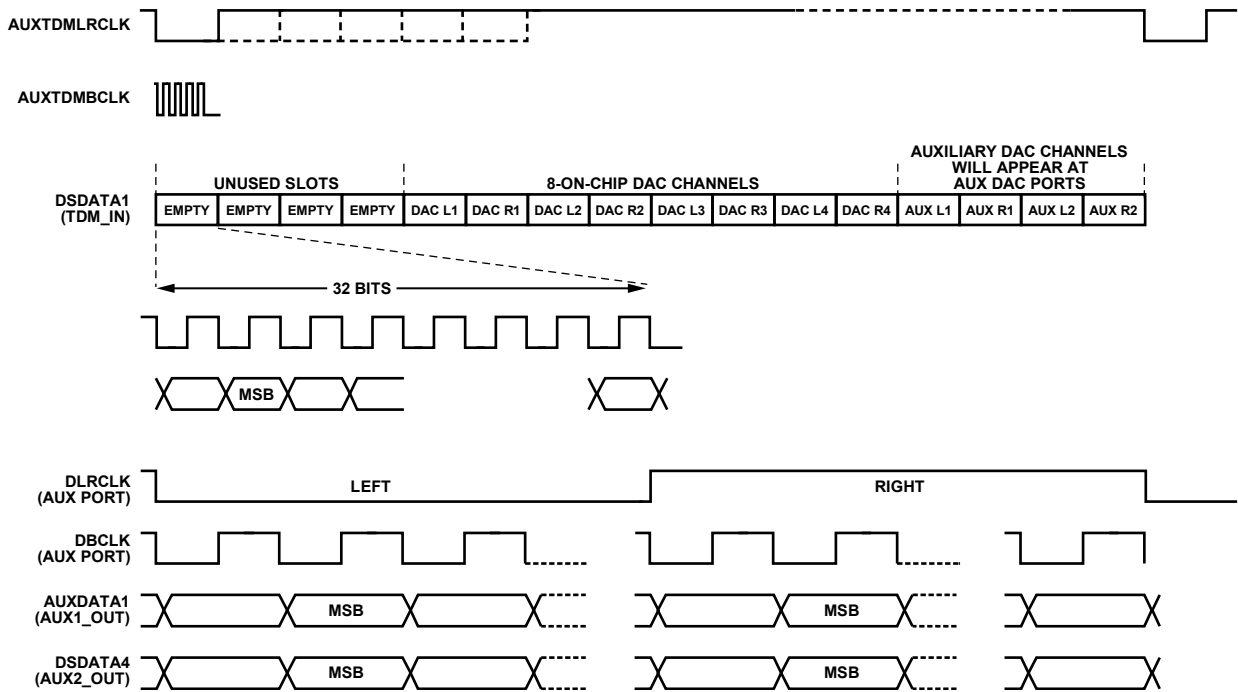 AUXTDMLRCLK
AUXTDMBCLK
AUXILIARY DAC CHANNELS
WILL APPEAR AT
AUX DAC PORTS
UNUSED SLOTS
8-ON-CHIP DAC CHANNELS
DSDATA1
(TDM_IN)
EMPTY EMPTY EMPTY EMPTY DAC L1 DAC R1 DAC L2 DAC R2 DAC L3 DAC R3 DAC L4 DAC R4 AUX L1 AUX R1 AUX L2 AUX R2
32 BITS
MSB
DLRCLK
(AUX PORT)
LEFT
RIGHT
DBCLK
(AUX PORT)
AUXDATA1
(AUX1_OUT)
MSB
MSB
DSDATA4
(AUX2_OUT)
MSB
MSB